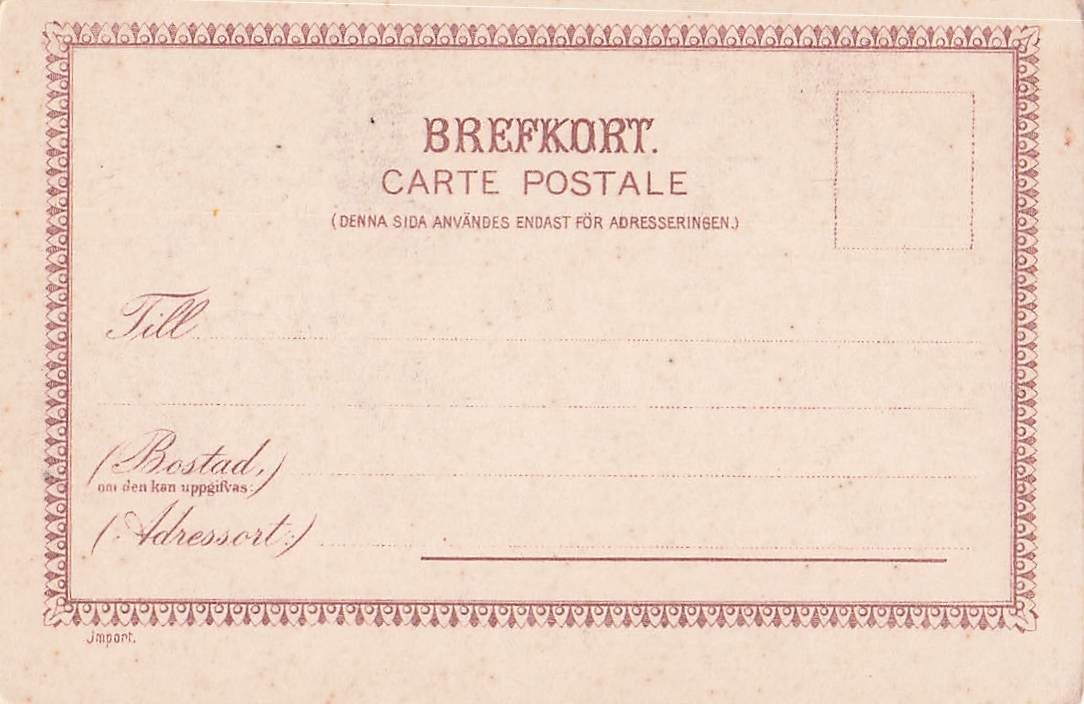 BREFKORT.
CARTE POSTALE
(DENNA SIDA ANVÄNDES ENDAST FÖR ADRESSERINGEN.)
Till
(Bostad,)
om den kan uppgifvas:
(Adressort:)
Import.